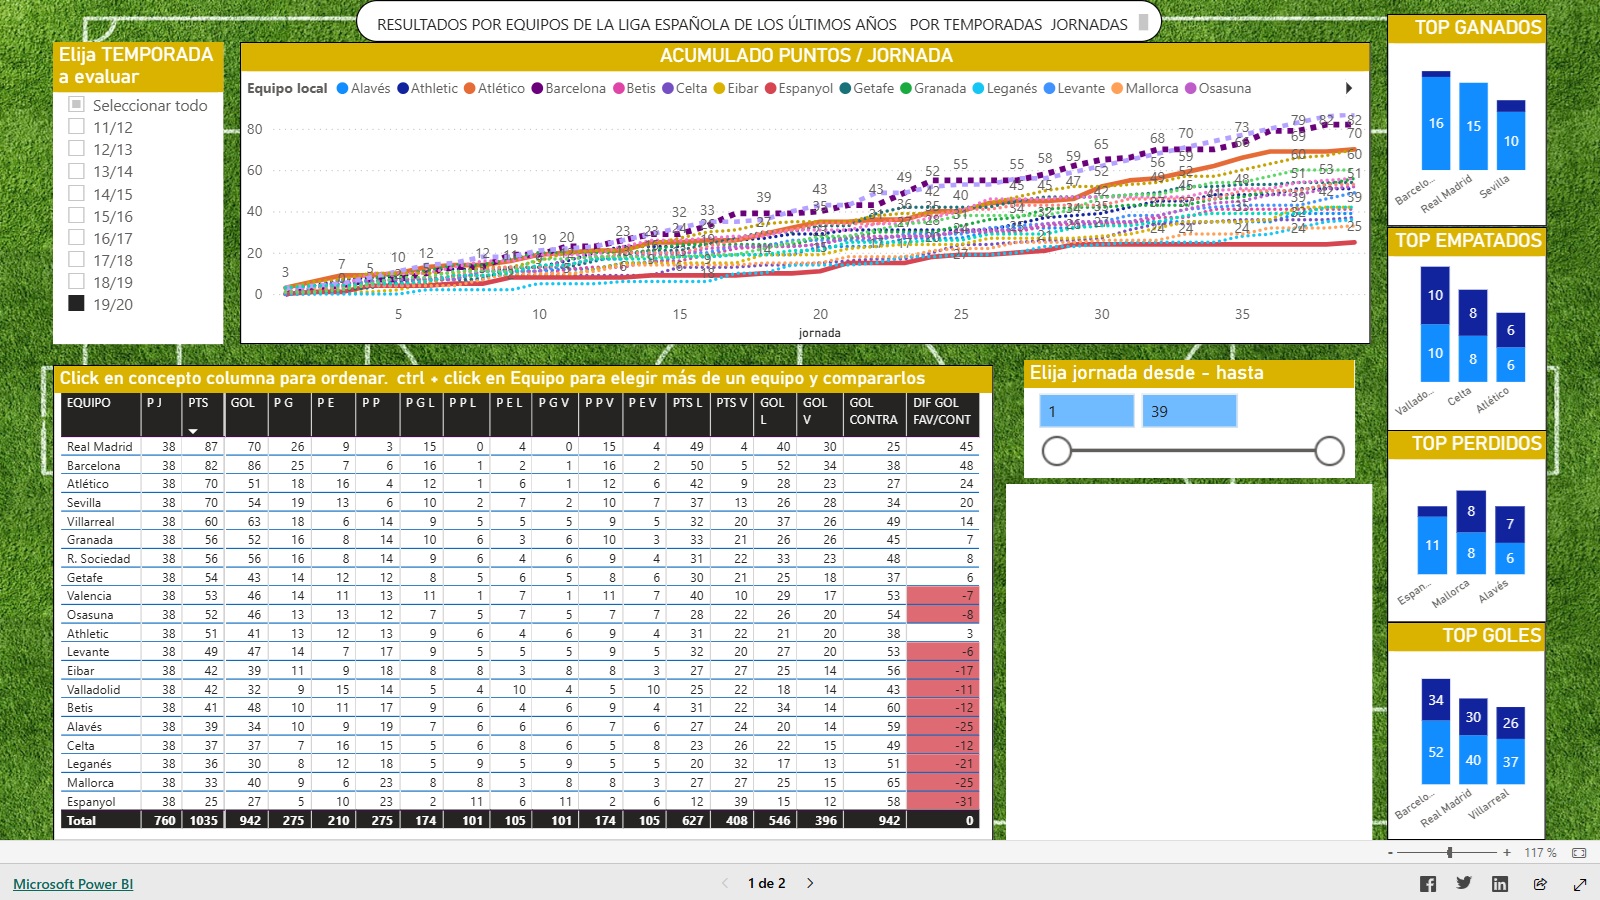 RESULTADOS POR EQUIPOS DE LA LIGA ESPAÑOLA DE LOS ÚLTIMOS AÑOS POR TEMPORADAS JORNADAS
Elija TEMPORADA
a evaluar
Seleccionar todo
11/12
12/13
13/14
14/15
15/16
16/17
17/18
18/19
19/20
ACUMULADO PUNTOS / JORNADA
Equipo local Alavés Athletic Atlético Barcelona Betis Celta Eibar Espanyol Getafe Granada Leganés Levante Mallorca Osasuna
80
60
40
20
0
5 10 15 20 25 30 35
jornada
Click en concepto columna para ordenar. ctrl + click en Equipo para elegir más de un equipo y compararlos
EQUIPO P J PTS GOL P G P E P P P G L P P L P E L P G V P P V P E V PTS L PTS V GOL L GOL V GOL CONTRA DIF GOL FAV/CONT
Real Madrid 38 87 70 26 9 3 15 0 4 0 15 4 49 4 40 30 25 45
Barcelona 38 82 86 25 7 6 16 1 2 1 16 2 50 5 52 34 38 48
Atlético 38 70 51 18 16 4 12 1 6 1 12 6 42 9 28 23 27 24
Sevilla 38 70 54 19 13 6 10 2 7 2 10 7 37 13 26 28 34 20
Villarreal 38 60 63 18 6 14 9 5 5 5 9 5 32 20 37 26 49 14
Granada 38 56 52 16 8 14 10 6 3 6 10 3 33 21 26 26 45 7
R. Sociedad 38 56 56 16 8 14 9 6 4 6 9 4 31 22 33 23 48 8
Getafe 38 54 43 14 12 12 8 5 6 5 8 6 30 21 25 18 37 6
Valencia 38 53 46 14 11 13 11 1 7 1 11 7 40 10 29 17 53 -7
Osasuna 38 52 46 13 13 12 7 5 7 5 7 7 28 22 26 20 54 -8
Athletic 38 51 41 13 12 13 9 6 4 6 9 4 31 22 21 20 38 3
Levante 38 49 47 14 7 17 9 5 5 5 9 5 32 20 27 20 53 -6
Eibar 38 42 39 11 9 18 8 8 3 8 8 3 27 27 25 14 56 -17
Valladolid 38 42 32 9 15 14 5 4 10 4 5 10 25 22 18 14 43 -11
Betis 38 41 48 10 11 17 9 6 4 6 9 4 31 22 34 14 60 -12
Alavés 38 39 34 10 9 19 7 6 6 6 7 6 27 24 20 14 59 -25
Celta 38 37 37 7 16 15 5 6 8 6 5 8 23 26 22 15 49 -12
Leganés 38 36 30 8 12 18 5 9 5 9 5 5 20 32 17 13 51 -21
Mallorca 38 33 40 9 6 23 8 8 3 8 8 3 27 27 25 15 65 -25
Espanyol 38 25 27 5 10 23 2 11 6 11 2 6 12 39 15 12 58 -31
Total 760 1035 942 275 210 275 174 101 105 101 174 105 627 408 546 396 942 0
Elija jornada desde - hasta
1 39
TOP GANADOS
16 15 10
Barcelo... Real Madrid Sevilla
TOP EMPATADOS
10 8 6
10 8 6
Vallado... Celta Atlético
TOP PERDIDOS
8 7
11 8 6
Espan... Mallorca Alavés
TOP GOLES
34 30 26
52 40 37
Barcelo... Real Madrid Villarreal
- + 117 %
Microsoft Power BI
1 de 2